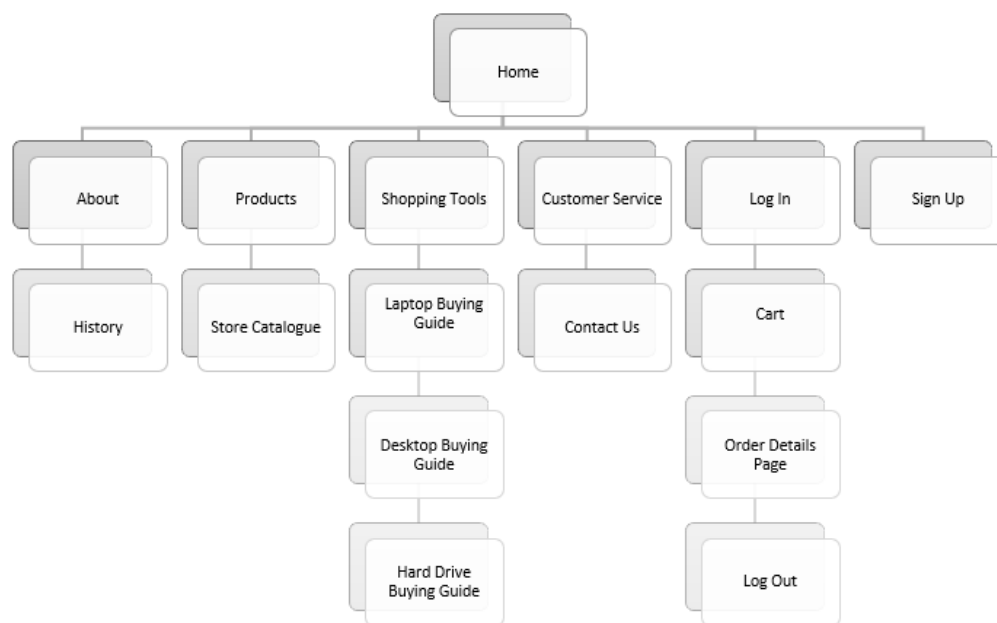 Home
About
Products
Shopping Tools
Customer Service
Log In
Sign Up
History
Store Catalogue
Laptop Buying
Guide
Contact Us
Cart
Desktop Buying
Guide
Order Details
Page
Hard Drive
Buying Guide
Log Out